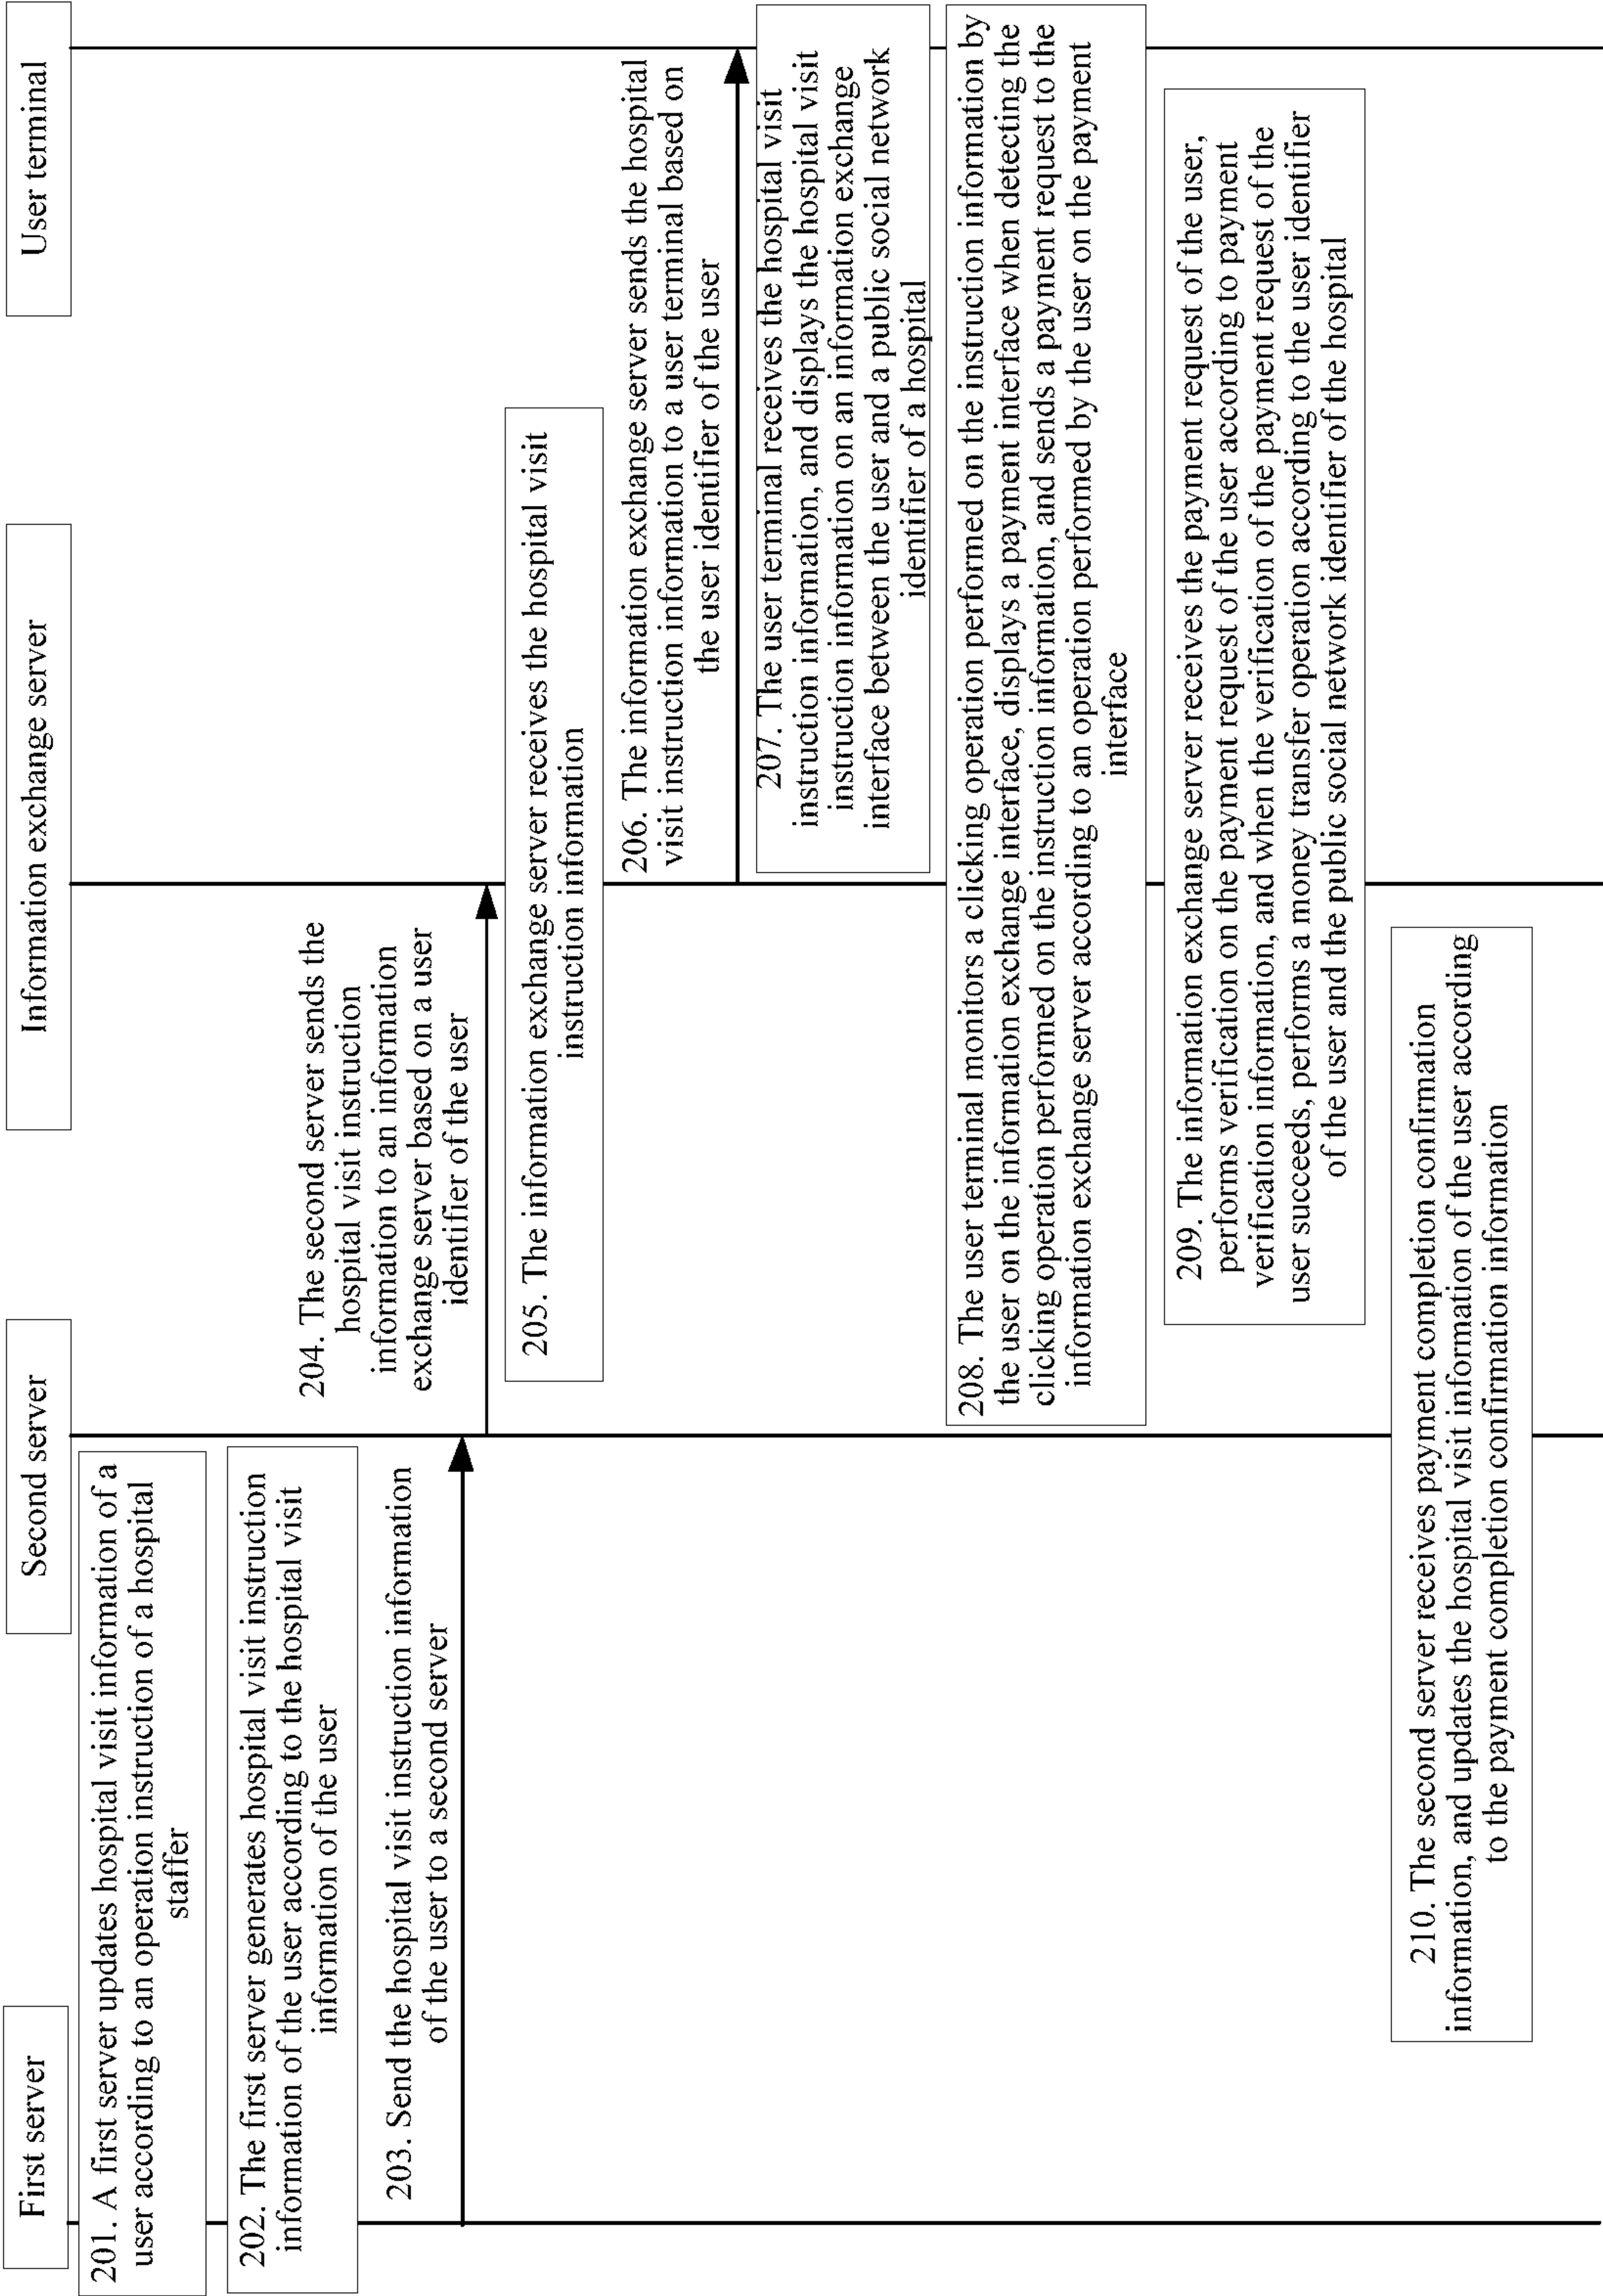 First server
Second server
Information exchange server
User terminal
201. A first server updates hospital visit information of a
user according to an operation instruction of a hospital
staffer
202. The first server generates hospital visit instruction
information of the user according to the hospital visit
information of the user
203. Send the hospital visit instruction information
of the user to a second server
204. The second server sends the
hospital visit instruction
information to an information
exchange server based on a user
identifier of the user
205. The information exchange server receives the hospital visit
instruction information
206. The information exchange server sends the hospital
visit instruction information to a user terminal based on
the user identifier of the user
207. The user terminal receives the hospital visit
instruction information, and displays the hospital visit
instruction information on an information exchange
interface between the user and a public social network
identifier of a hospital
208. The user terminal monitors a clicking operation performed on the instruction information by
the user on the information exchange interface, displays a payment interface when detecting the
clicking operation performed on the instruction information, and sends a payment request to the
information exchange server according to an operation performed by the user on the payment
interface
209. The information exchange server receives the payment request of the user,
performs verification on the payment request of the user according to payment
verification information, and when the verification of the payment request of the
user succeeds, performs a money transfer operation according to the user identifier
of the user and the public social network identifier of the hospital
210. The second server receives payment completion confirmation
information, and updates the hospital visit information of the user according
to the payment completion confirmation information